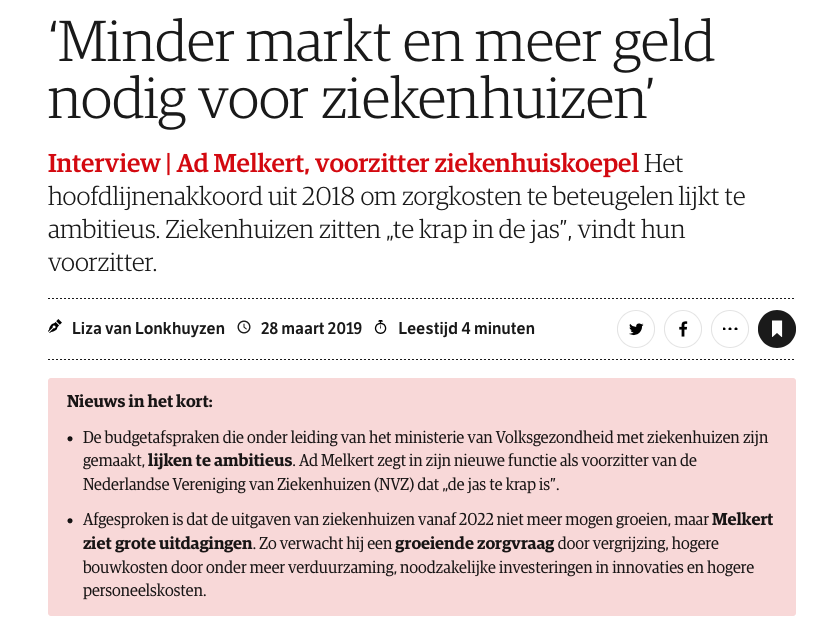 ‘Minder markt en meer geld
nodig voor ziekenhuizen’
Interview | Ad Melkert, voorzitter ziekenhuiskoepel Het
hoofdlijnenakkoord uit 2018 om zorgkosten te beteugelen lijkt te
ambitieus. Ziekenhuizen zitten „te krap in de jas”, vindt hun
voorzitter.
Liza van Lonkhuyzen 28 maart 2019 Leestijd 4 minuten
Nieuws in het kort:
• De budgetafspraken die onder leiding van het ministerie van Volksgezondheid met ziekenhuizen zijn
gemaakt, lijken te ambitieus. Ad Melkert zegt in zijn nieuwe functie als voorzitter van de
Nederlandse Vereniging van Ziekenhuizen (NVZ) dat „de jas te krap is”.
• Afgesproken is dat de uitgaven van ziekenhuizen vanaf 2022 niet meer mogen groeien, maar Melkert
ziet grote uitdagingen. Zo verwacht hij een groeiende zorgvraag door vergrijzing, hogere
bouwkosten door onder meer verduurzaming, noodzakelijke investeringen in innovaties en hogere
personeelskosten.